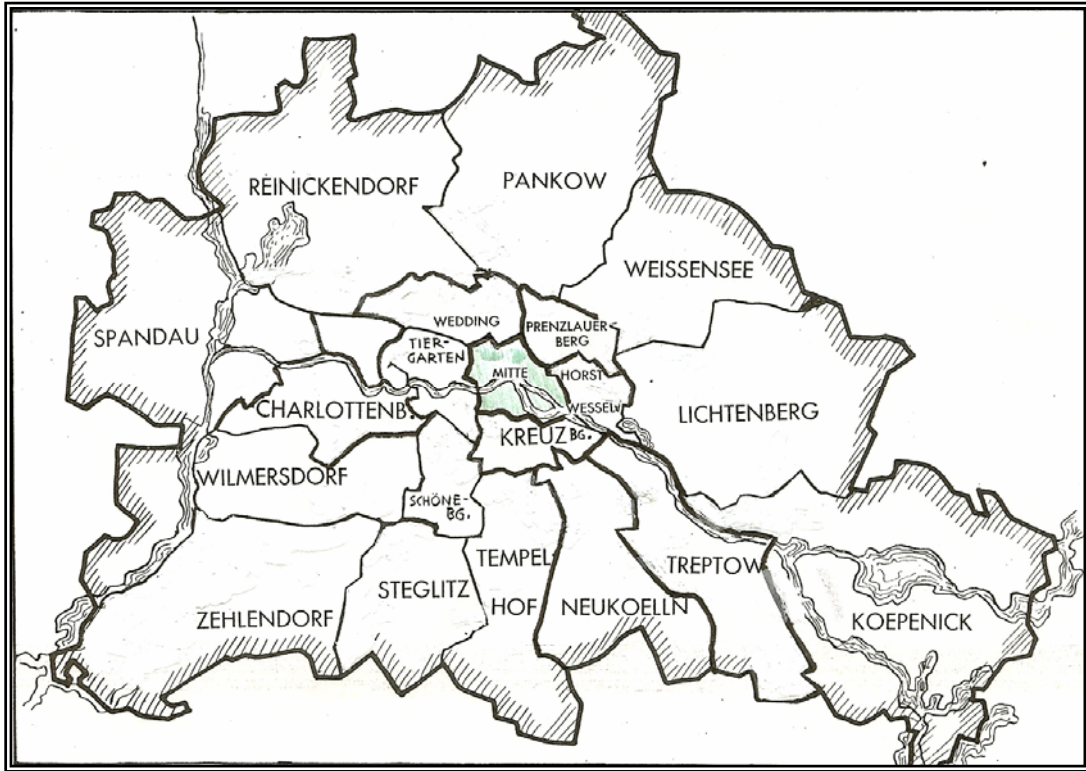 REINICKENDORF
PANKOW
WEISSENSEE
SPANDAU
WEDDING
PRENZLAUER-
BERG
TIER-
GARTEN
MITTE
HORST
WESSEL
CHARLOTTENB.
KREUZ BG.
LICHTENBERG
WILMERSDORF
SCHÖNE-
BG.
TEMPEL
HOF
STEGLITZ
ZEHLENDORF
NEUKOELLN
TREPTOW
KOEPENICK